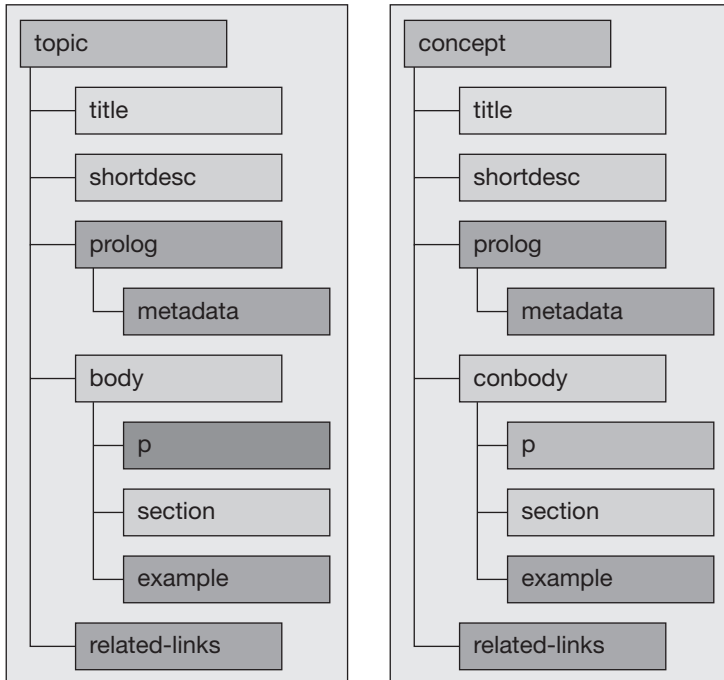 topic
title
shortdesc
prolog
metadata
body
p
section
example
related-links
concept
title
shortdesc
prolog
metadata
conbody
p
section
example
related-links